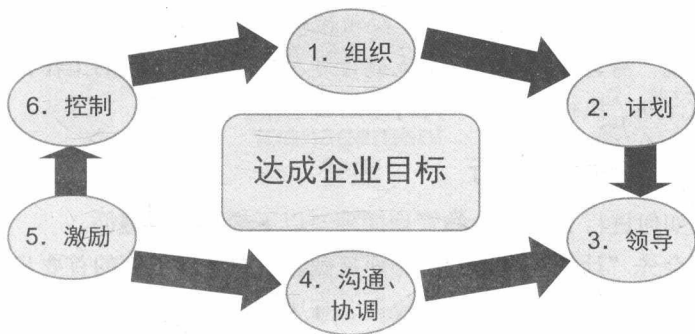 1. 组织
2. 计划
3. 领导
4. 沟通、
协调
5. 激励
6. 控制
达成企业目标